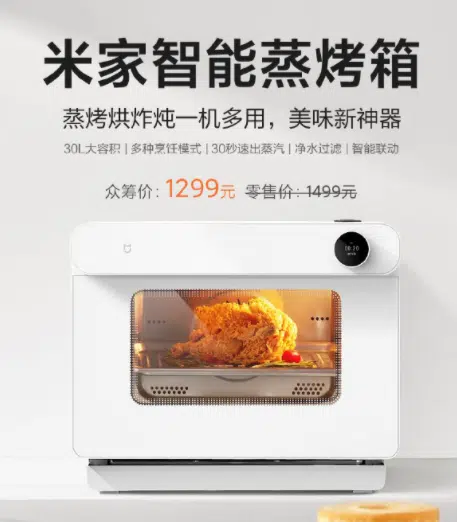 米家智能蒸烤箱
蒸烤烘炸炖一机多用，美味新神器
30L大容积 | 多种烹饪模式 | 30秒速出蒸汽 | 净水过滤 | 智能联动
众筹价：1299元 零售价：1499元